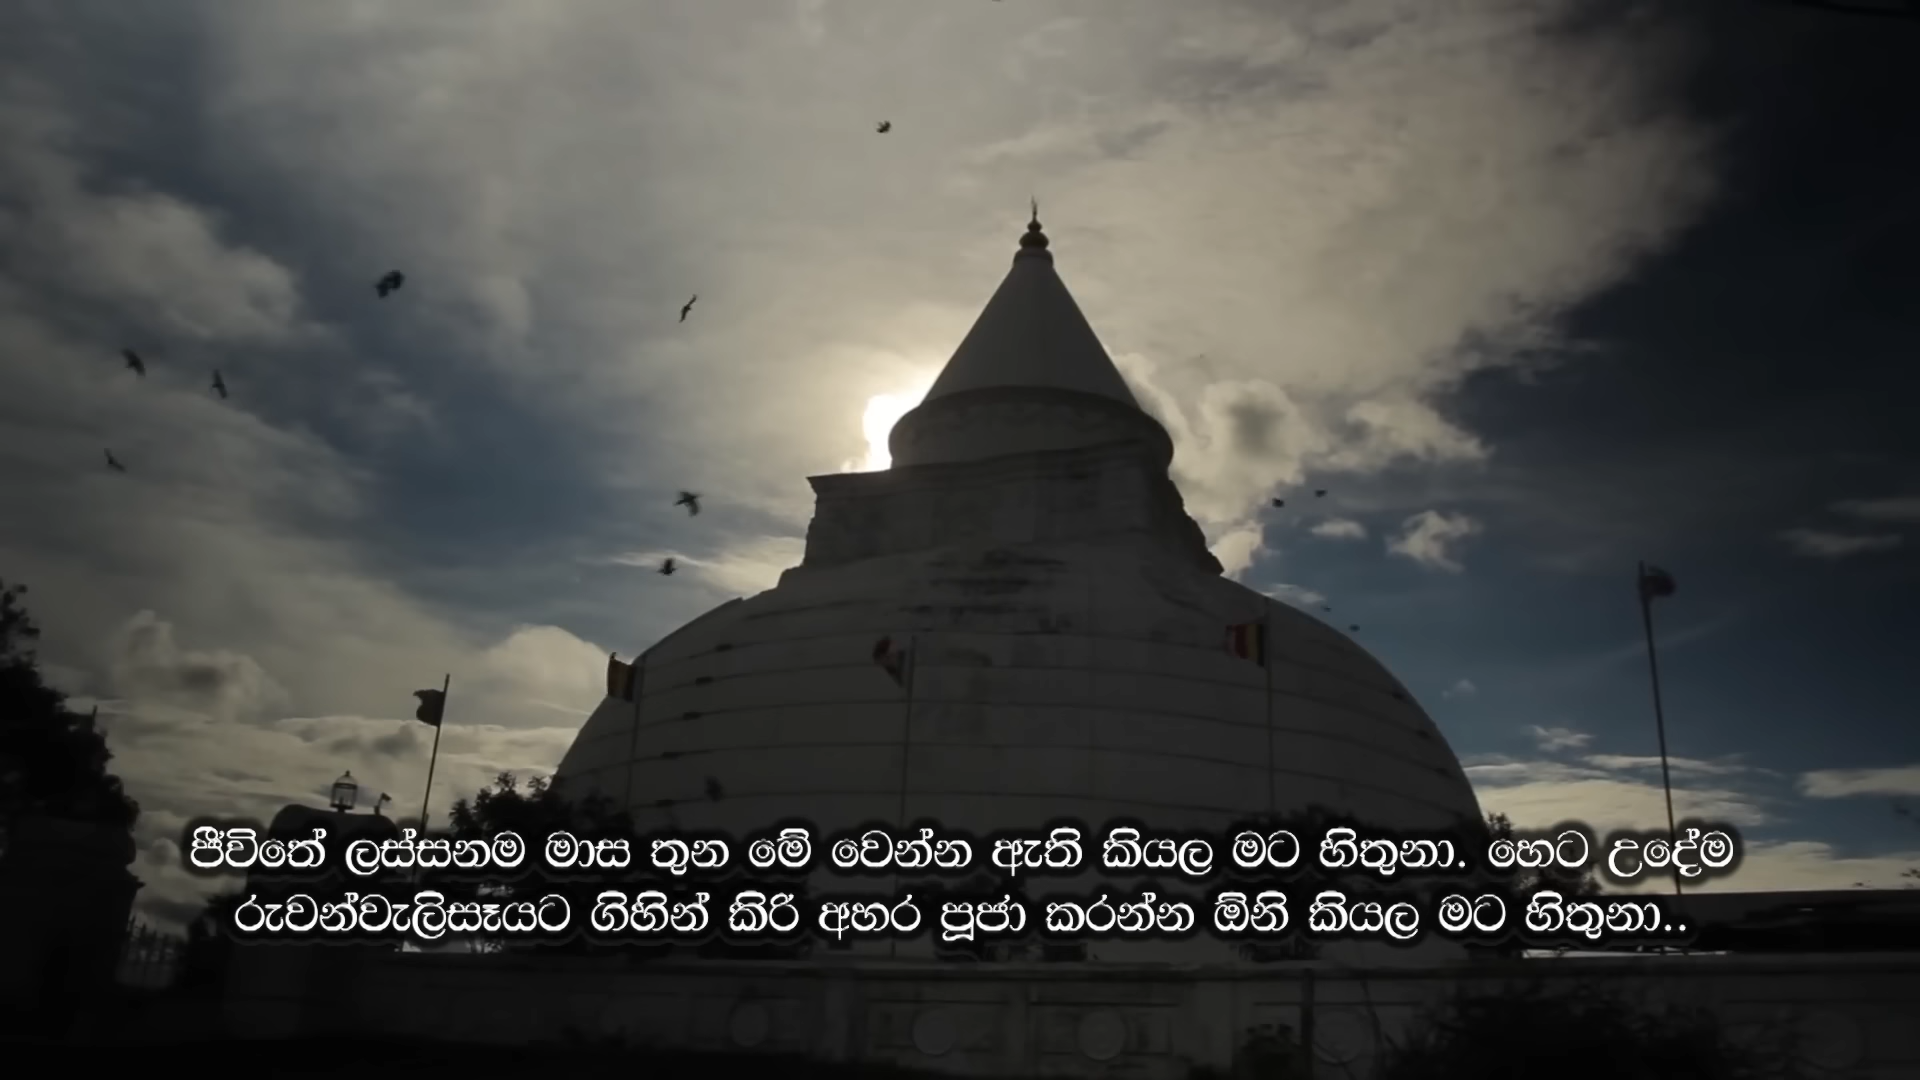 ජීවිතේ ලස්සනම මාස තුන මේ වෙන්න ඇති කියල මට හිතුනා. හෙට උදේම
රුවන්වැලිසෑයට ගිහින් කිරි අහර පූජා කරන්න ඕනි කියල මට හිතුනා..